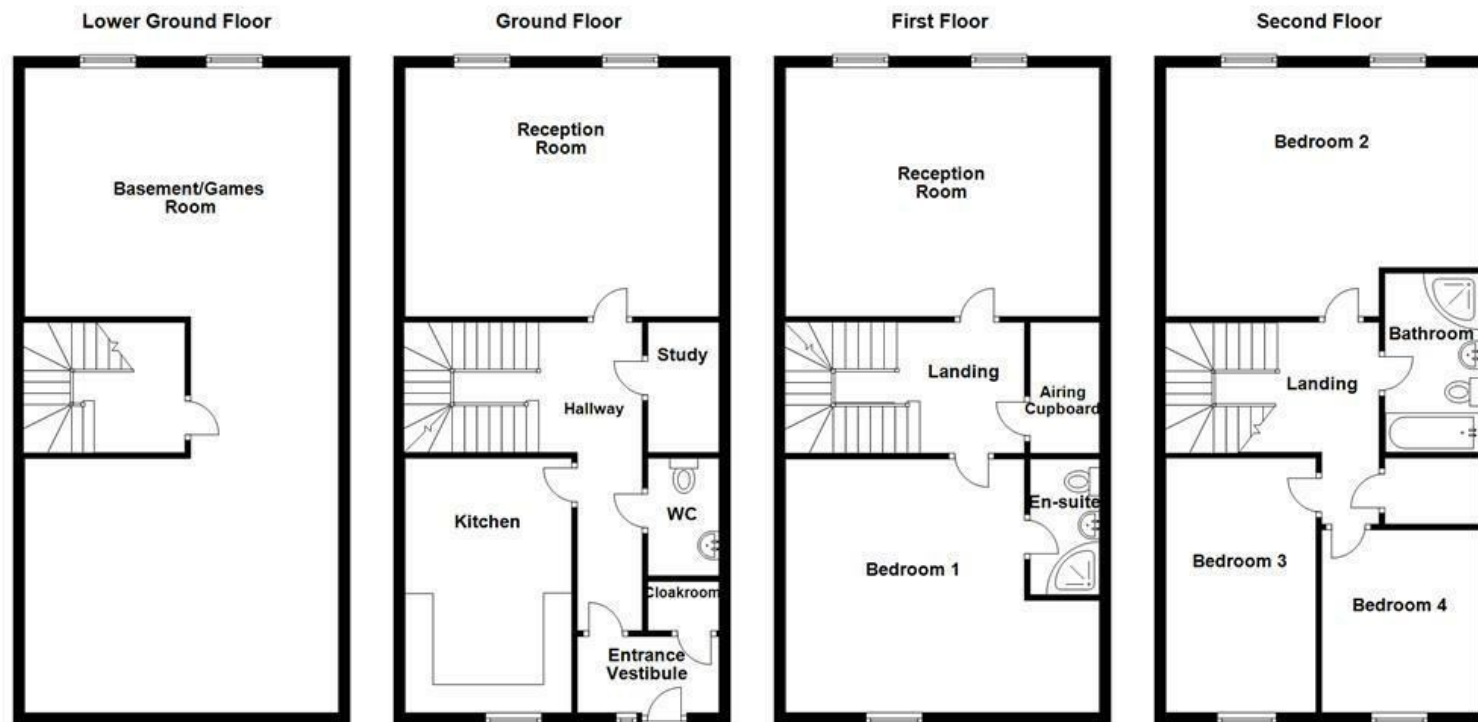 Lower Ground Floor
Basement/Games
Room
Ground Floor
Reception
Room
Study
Hallway
Kitchen
WC
Cloakroom
Entrance
Vestibule
First Floor
Reception
Room
Landing
Airing
Cupboard
En-suite
Bedroom 1
Second Floor
Bedroom 2
Bathroom
Landing
Bedroom 3
Bedroom 4